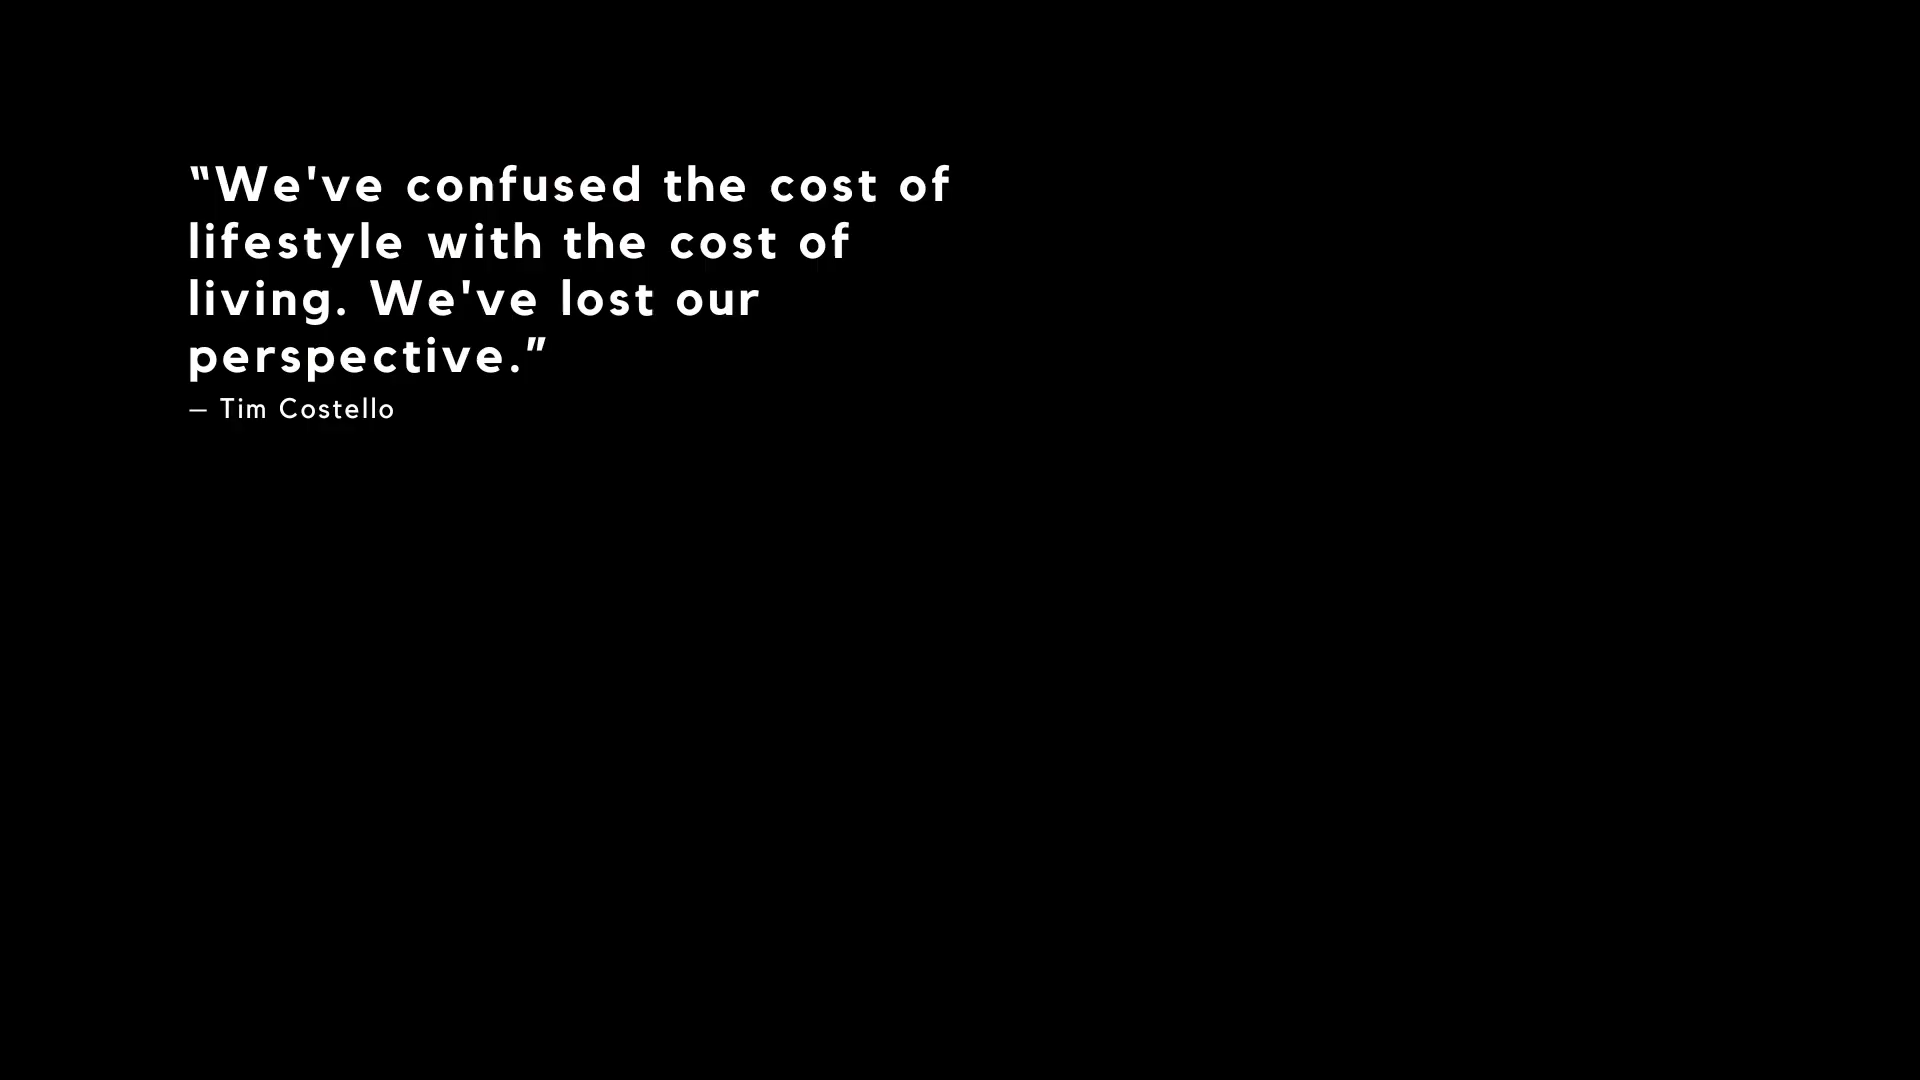 “We've confused the cost of
lifestyle with the cost of
living. We've lost our
perspective.”
— Tim Costello